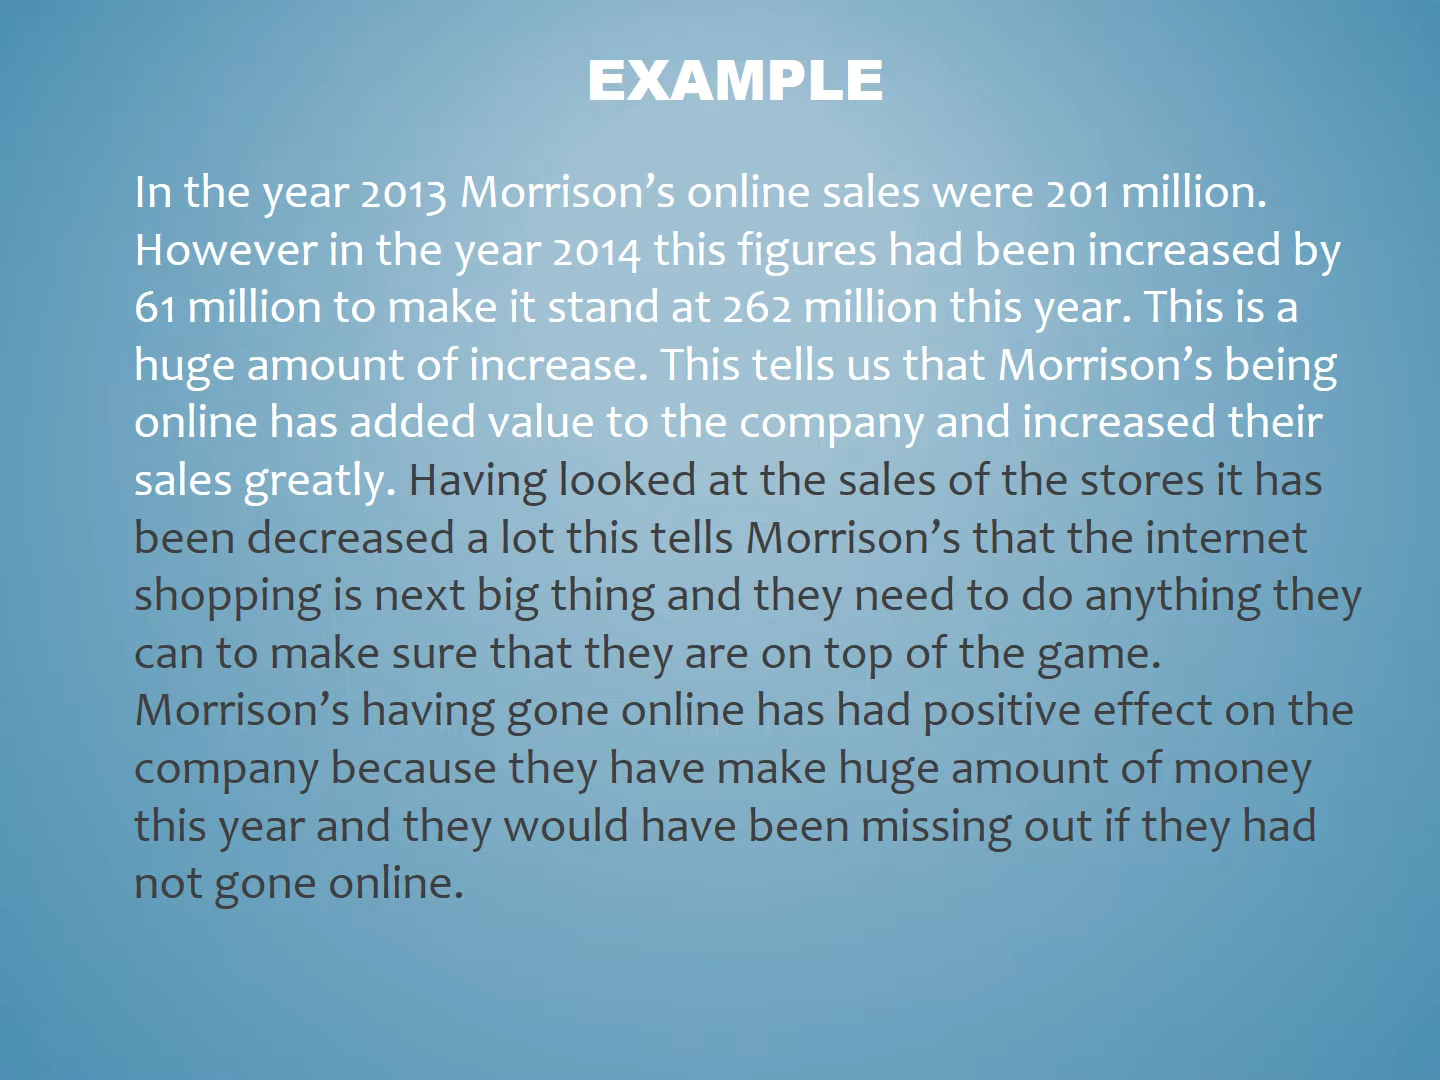 EXAMPLE
In the year 2013 Morrison’s online sales were 201 million.
However in the year 2014 this figures had been increased by
61 million to make it stand at 262 million this year. This is a
huge amount of increase. This tells us that Morrison’s being
online has added value to the company and increased their
sales greatly. Having looked at the sales of the stores it has
been decreased a lot this tells Morrison’s that the internet
shopping is next big thing and they need to do anything they
can to make sure that they are on top of the game.
Morrison’s having gone online has had positive effect on the
company because they have make huge amount of money
this year and they would have been missing out if they had
not gone online.